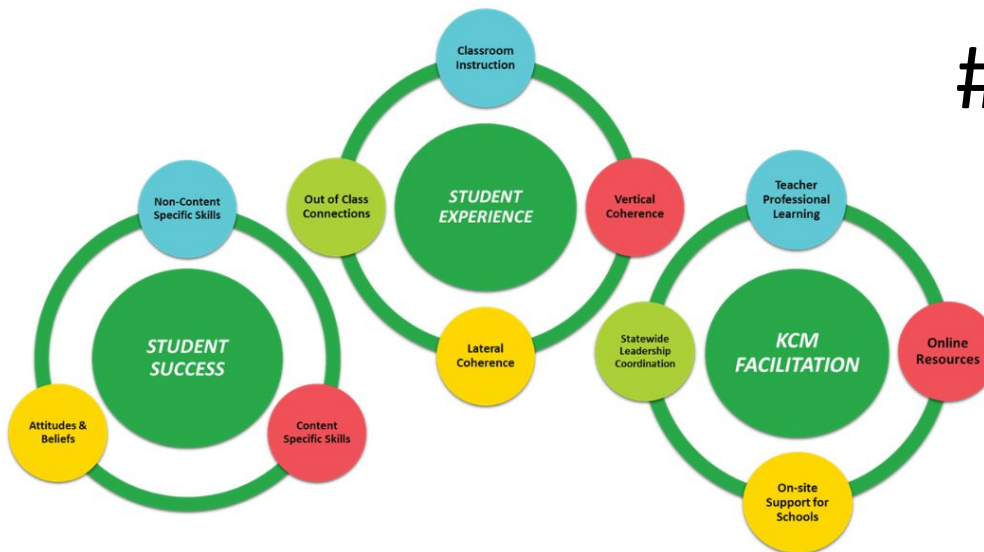 #
Classroom
Instruction
Out of Class
Connections
STUDENT
EXPERIENCE
Vertical
Coherence
Lateral
Coherence
Non-Content
Specific Skills
STUDENT
SUCCESS
Attitudes &
Beliefs
Content
Specific Skills
Teacher
Professional
Learning
Statewide
Leadership
Coordination
KCM
FACILITATION
Online
Resources
On-site
Support for
Schools